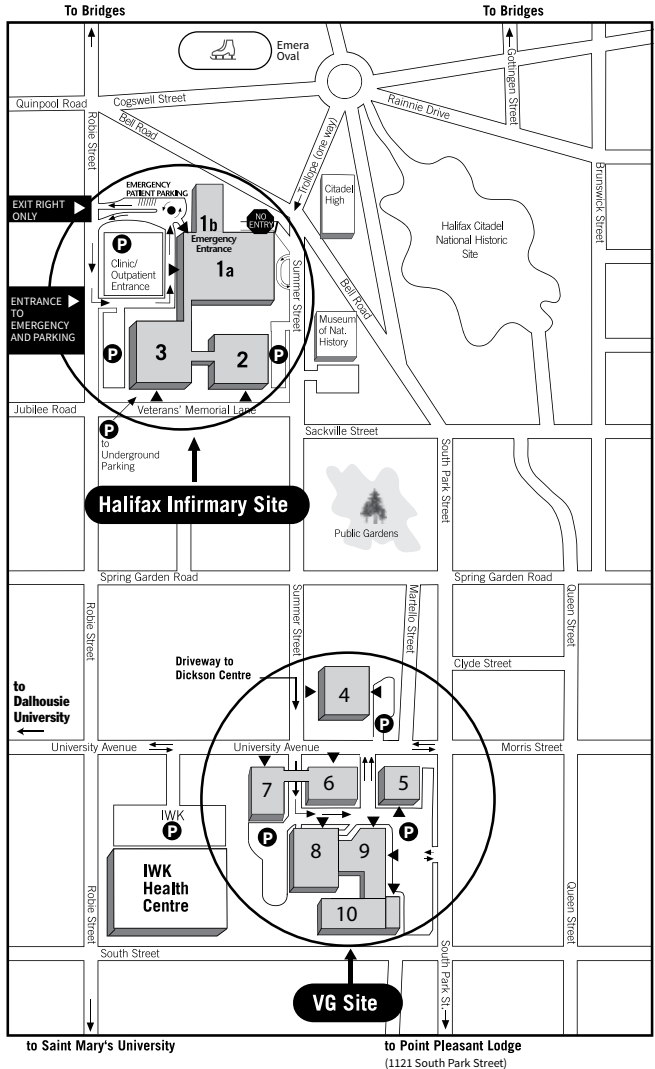 To Bridges
To Bridges
Emera
Oval
Quinpool Road
Cogswell Street
Rainnie Drive
Gottingen Street
Robie Street
Bell Road
Trollope (one way)
Brunswick Street
EMERGENCY
PATIENT PARKING
EXIT RIGHT
ONLY
Citadel
High
NO
ENTRY
1b
Emergency
Entrance
1a
P
Clinic/
Outpatient
Entrance
Halifax Citadel
National Historic
Site
Summer Street
Bell Road
ENTRANCE
TO
EMERGENCY
AND PARKING
Museum
of Nat.
History
P
3
2
P
Jubilee Road
Veterans' Memorial Lane
P
to
Underground
Parking
Sackville Street
South Park Street
Halifax Infirmary Site
Public Gardens
Spring Garden Road
Spring Garden Road
Robie Street
Summer Street
Martello Street
Queen Street
Driveway to
Dickson Centre
Clyde Street
to
Dalhousie
University
4
P
University Avenue
University Avenue
Morris Street
7
6
5
IWK
P
P
P
8
9
IWK
Health
Centre
10
Robie Street
Queen Street
South Street
South Park St.
VG Site
to Saint Mary's University
to Point Pleasant Lodge
(1121 South Park Street)